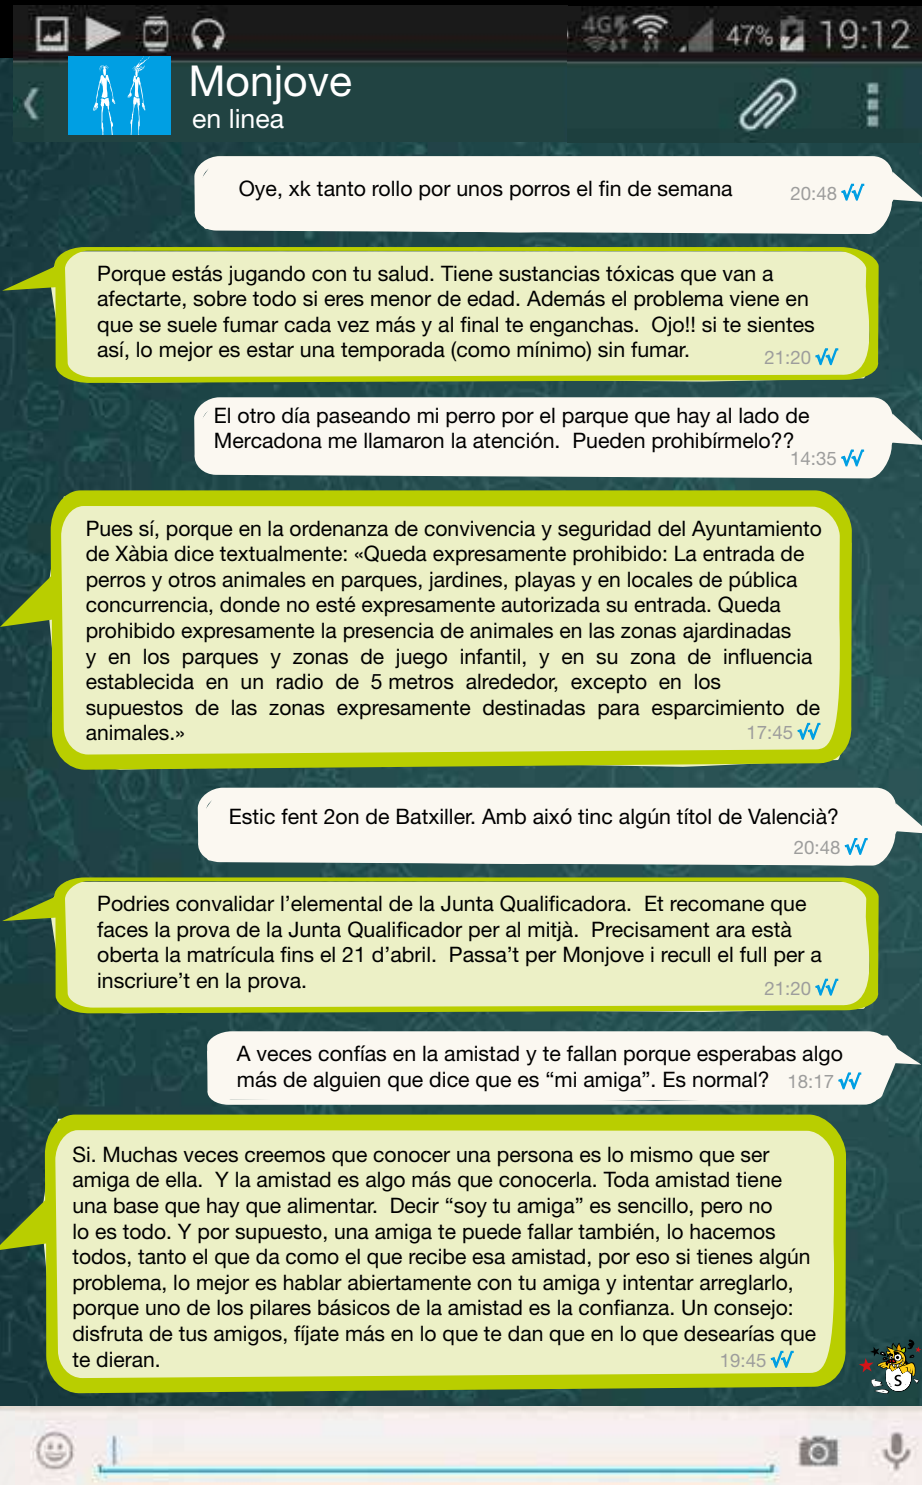 4G 47% 19:12
Monjove
en linea
Oye, xk tanto rollo por unos porros el fin de semana
20:48
Porque estás jugando con tu salud. Tiene sustancias tóxicas que van a
afectarte, sobre todo si eres menor de edad. Además el problema viene en
que se suele fumar cada vez más y al final te enganchas. Ojo!! si te sientes
así, lo mejor es estar una temporada (como mínimo) sin fumar.
21:20
El otro día paseando mi perro por el parque que hay al lado de
Mercadona me llamaron la atención. Pueden prohibírmelo??
14:35
Pues sí, porque en la ordenanza de convivencia y seguridad del Ayuntamiento
de Xàbia dice textualmente: «Queda expresamente prohibido: La entrada de
perros y otros animales en parques, jardines, playas y en locales de pública
concurrencia, donde no esté expresamente autorizada su entrada. Queda
prohibido expresamente la presencia de animales en las zonas ajardinadas
y en los parques y zonas de juego infantil, y en su zona de influencia
establecida en un radio de 5 metros alrededor, excepto en los
supuestos de las zonas expresamente destinadas para esparcimiento de
animales.»
17:45
Estic fent 2on de Batxiller. Amb aixó tinc algún títol de Valencià?
20:48
Podries convalidar l’elemental de la Junta Qualificadora. Et recomane que
faces la prova de la Junta Qualificador per al mitjà. Precisament ara està
oberta la matrícula fins el 21 d’abril. Passa’t per Monjove i recull el full per a
inscriure’t en la prova.
21:20
A veces confías en la amistad y te fallan porque esperabas algo
más de alguien que dice que es “mi amiga”. Es normal? 18:17
Si. Muchas veces creemos que conocer una persona es lo mismo que ser
amiga de ella. Y la amistad es algo más que conocerla. Toda amistad tiene
una base que hay que alimentar. Decir “soy tu amiga” es sencillo, pero no
lo es todo. Y por supuesto, una amiga te puede fallar también, lo hacemos
todos, tanto el que da como el que recibe esa amistad, por eso si tienes algún
problema, lo mejor es hablar abiertamente con tu amiga y intentar arreglarlo,
porque uno de los pilares básicos de la amistad es la confianza. Un consejo:
disfruta de tus amigos, fíjate más en lo que te dan que en lo que desearías que
te dieran.
19:45
S